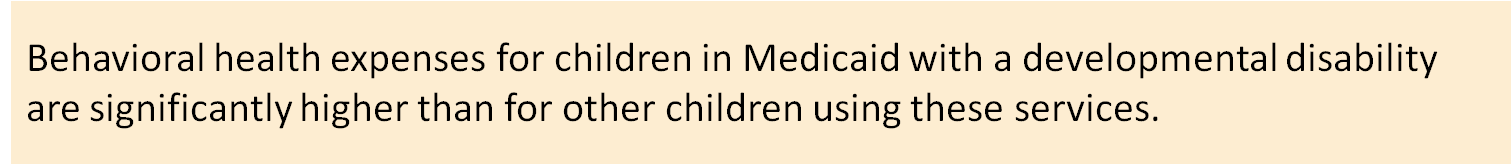 Behavioral health expenses for children in Medicaid with a developmental disability
are significantly higher than for other children using these services.